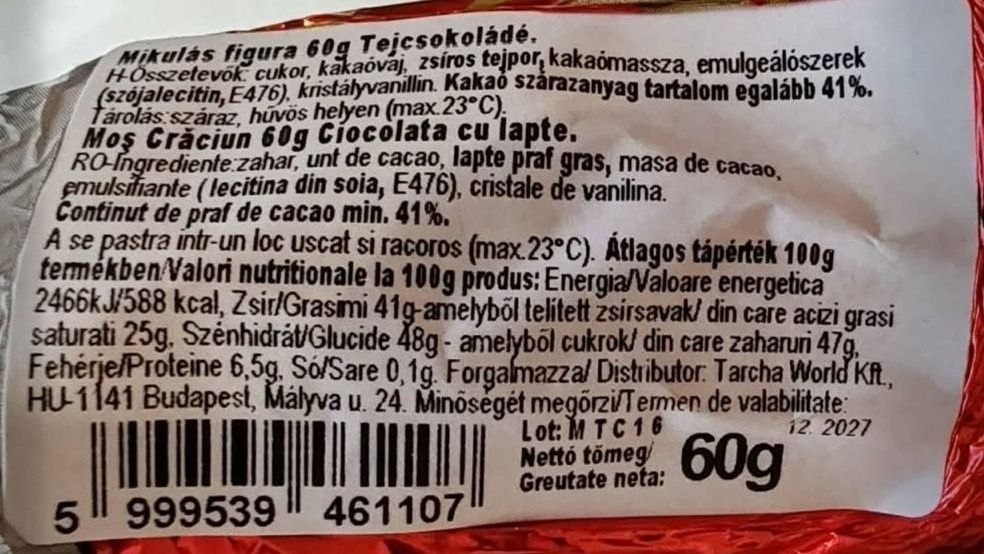 Mikulás figura 60g Tejcsokoládé.
H-Összetevők: cukor, kakaóvaj, zsíros tejpor, kakaómassza, emulgeálószerek
(szójalecitin, E476), kristályvanillin. Kakaó szárazanyag tartalom egalább 41%.
Tárolás:száraz, hűvös helyen (max.23°C).
Moş Crăciun 60g Ciocolata cu lapte.
RO-Ingrediente:zahar, unt de cacao, lapte praf gras, masa de cacao,
emulsifiante (lecitina din soia, E476), cristale de vanilina.
Continut de praf de cacao min. 41%.
A se pastra intr-un loc uscat si racoros (max.23°C). Átlagos tápérték 100g
termékben/Valori nutritionale la 100g produs: Energia/Valoare energetica
2466kJ/588 kcal, Zsír/Grasimi 41g-amelyből telített zsírsavak/ din care acizi grasi
saturati 25g, Szénhidrát/Glucide 48g - amelyből cukrok/ din care zaharuri 47g,
Fehérje/Proteine 6,5g, Só/Sare 0,1g. Forgalmazza/ Distribuitor: Tarcha World Kft.,
HU-1141 Budapest, Mályva u. 24. Minőségét megőrzi/Termen de valabilitate:
Lot: M T C 1 6 12. 2027
Nettó tömeg/
Greutate neta: 60g
5 999539 461107